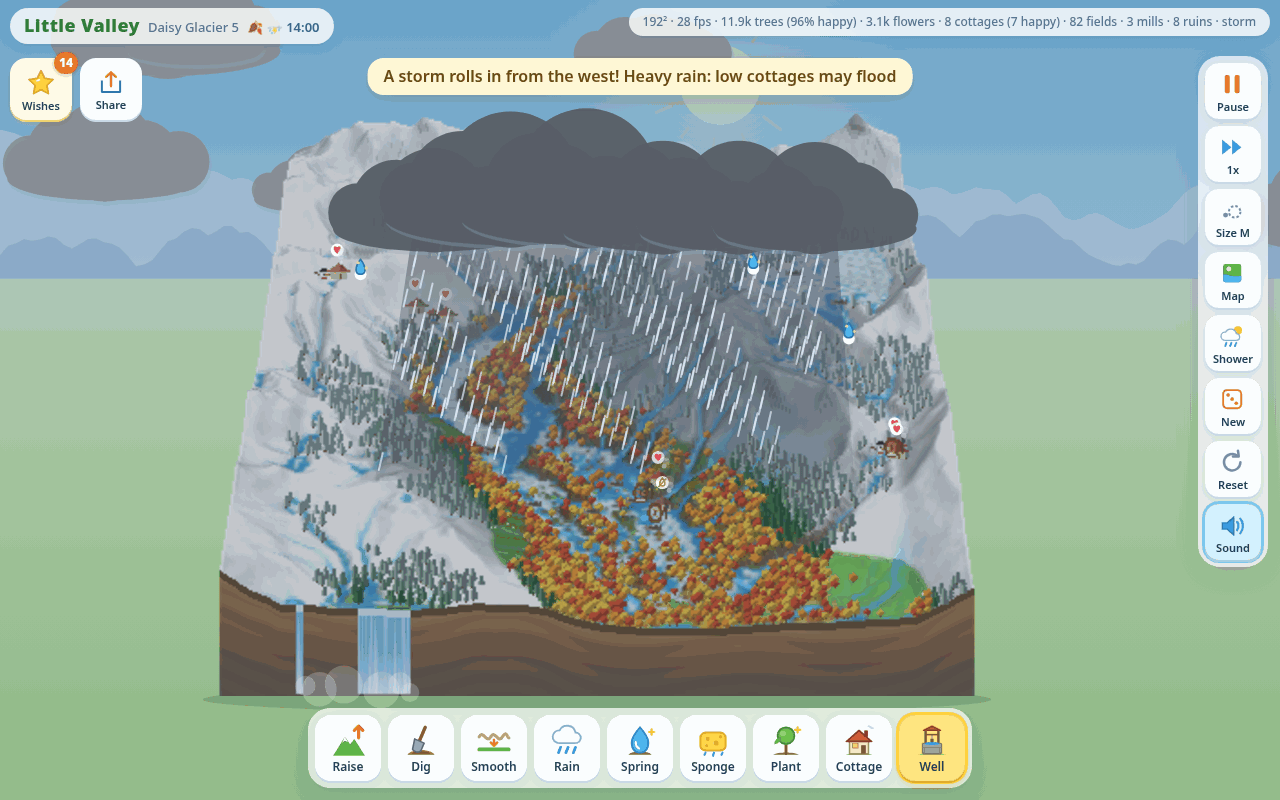 Little Valley Daisy Glacier 5 14:00
192² · 28 fps · 11.9k trees (96% happy) · 3.1k flowers · 8 cottages (7 happy) · 82 fields · 3 mills · 8 ruins · storm
14
Wishes
Share
A storm rolls in from the west! Heavy rain: low cottages may flood
Pause
1x
Size M
Map
Shower
New
Reset
Sound
Raise
Dig
Smooth
Rain
Spring
Sponge
Plant
Cottage
Well